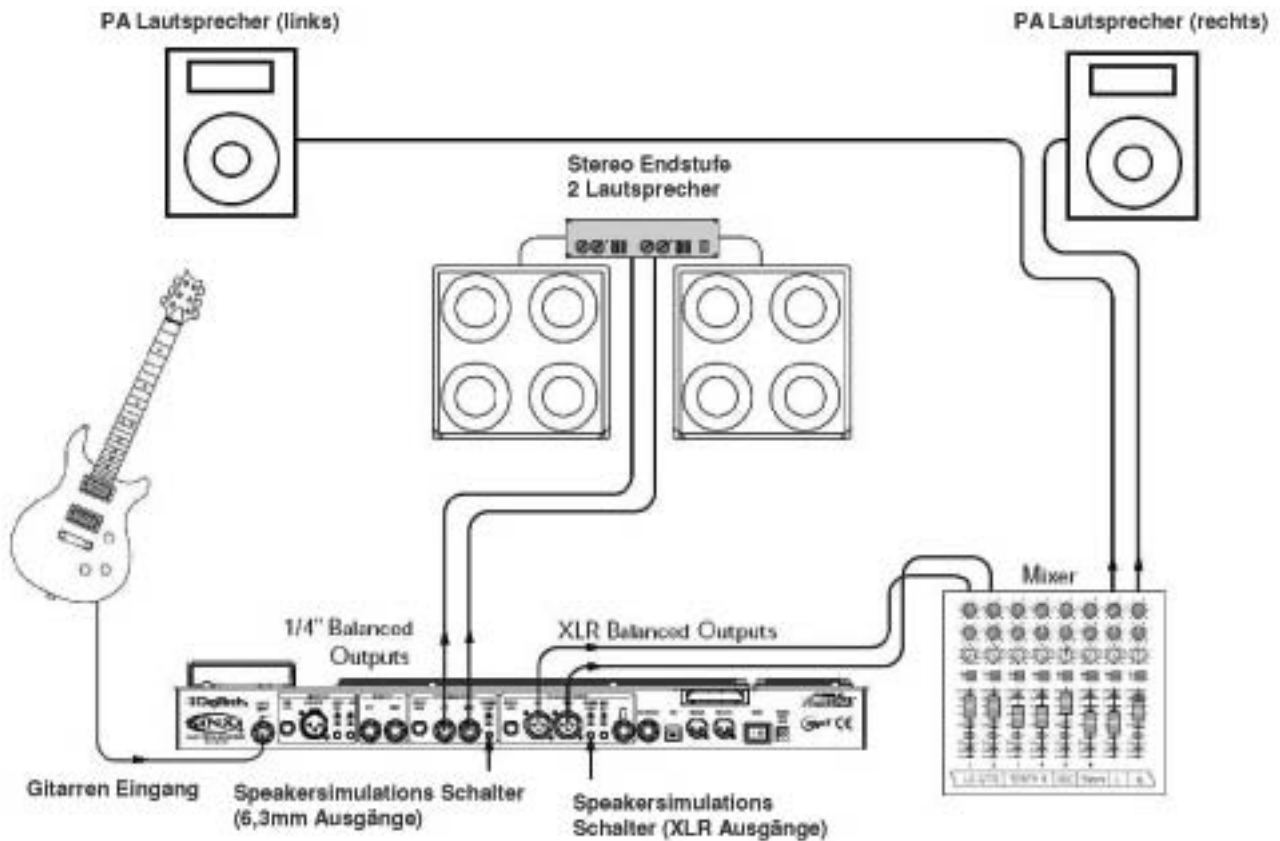 PA Lautsprecher (links)
PA Lautsprecher (rechts)
Stereo Endstufe
2 Lautsprecher
Mixer
1/4" Balanced
Outputs
XLR Balanced Outputs
DigiTech
Gitarren Eingang
Speakersimulations Schalter
(6,3mm Ausgänge)
Speakersimulations
Schalter (XLR Ausgänge)